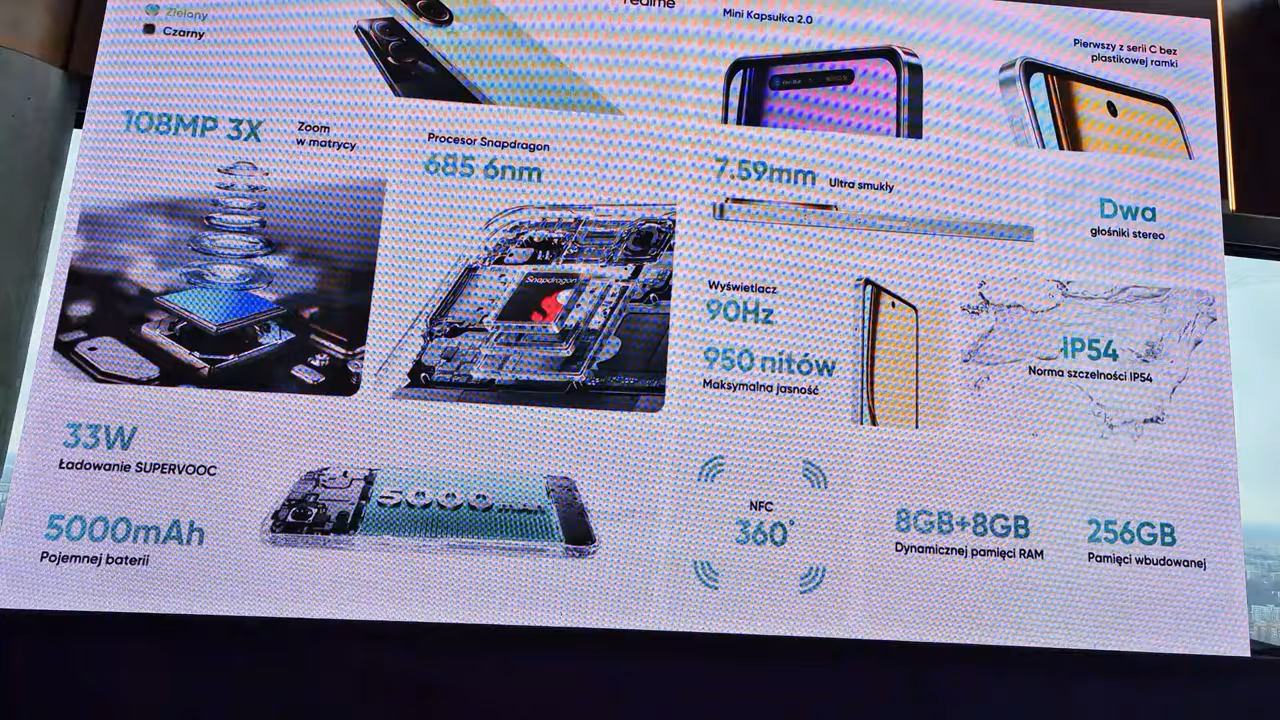 Zielony
Czarny
realme
Mini Kapsułka 2.0
Pierwszy z serii C bez
plastikowej ramki
108MP 3X
Zoom
w matrycy
Procesor Snapdragon
685 6nm
Snapdragon
7.59mm
Ultra smukły
Dwa
głośniki stereo
Wyświetlacz
90Hz
950 nitów
Maksymalna jasność
IP54
Norma szczelności IP54
33W
Ładowanie SUPERVOOC
5000mAh
Pojemnej baterii
5000mAh
NFC
360°
8GB+8GB
Dynamicznej pamięci RAM
256GB
Pamięci wbudowanej